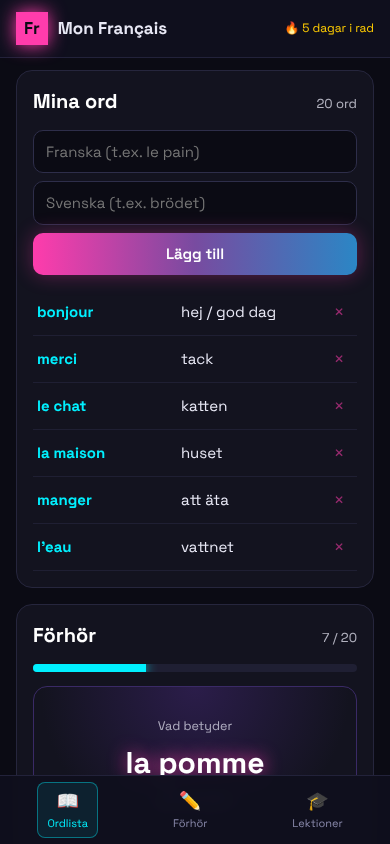 Fr Mon Français 🔥 5 dagar i rad
Mina ord 20 ord
Franska (t.ex. le pain)
Svenska (t.ex. brödet)
Lägg till
bonjour hej / god dag ×
merci tack ×
le chat katten ×
la maison huset ×
manger att äta ×
l'eau vattnet ×
Förhör 7 / 20
Vad betyder
la pomme
Ordlista Förhör Lektioner